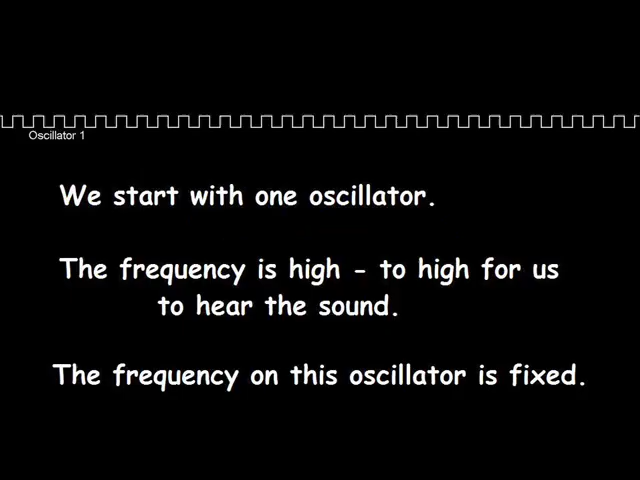 Oscillator 1
We start with one oscillator.
The frequency is high - to high for us
to hear the sound.
The frequency on this oscillator is fixed.